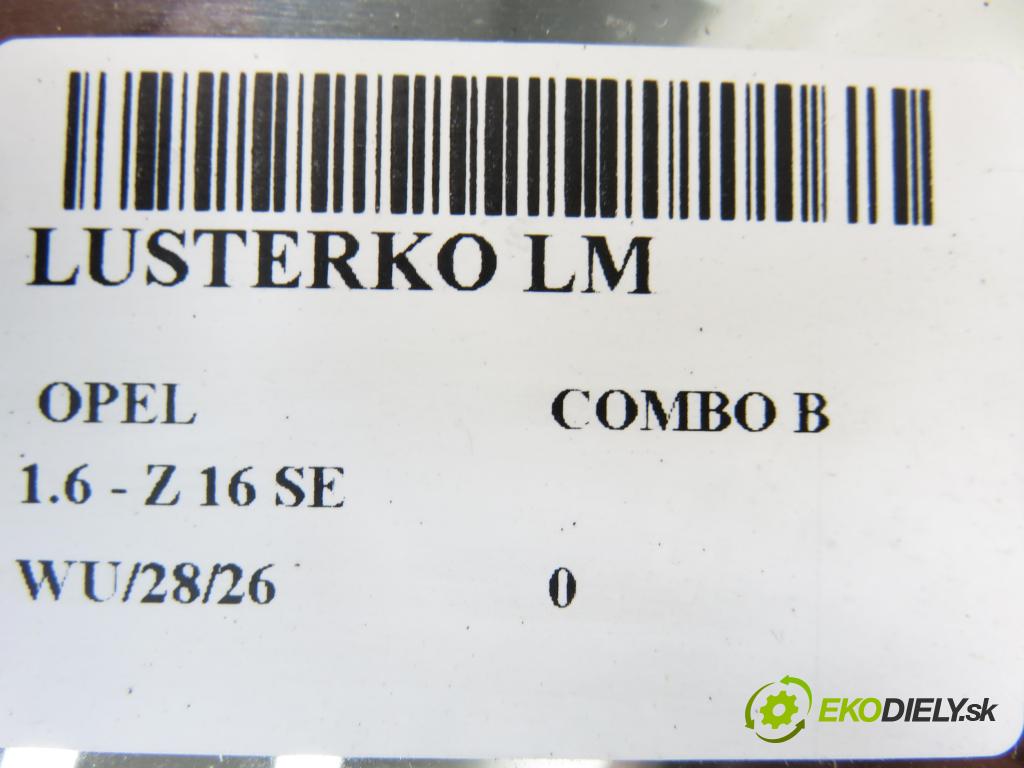 LUSTERKO LM
OPEL COMBO B
1.6 - Z 16 SE
WU/28/26 0
EKODIELY.sk